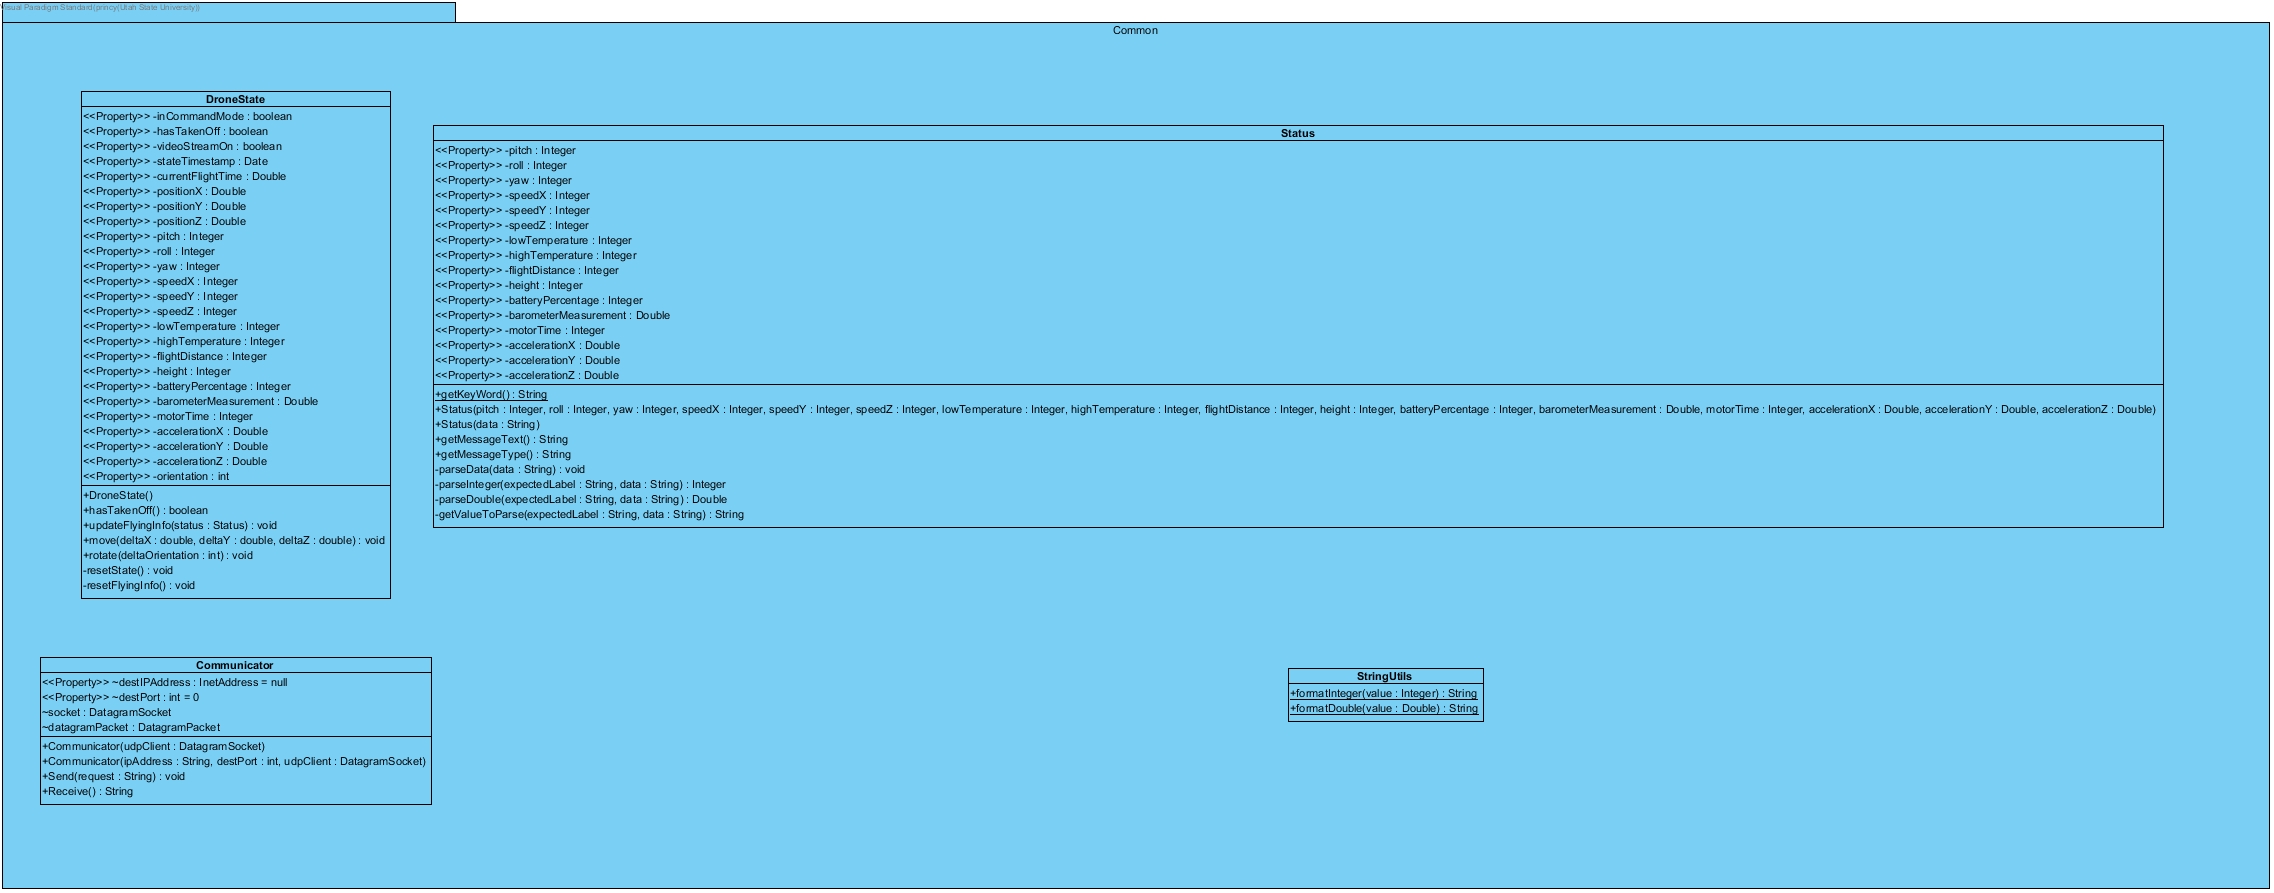 Visual Paradigm Standard(princy(Utah State University))
Common
DroneState
<<Property>> -inCommandMode : boolean
<<Property>> -hasTakenOff : boolean
<<Property>> -videoStreamOn : boolean
<<Property>> -stateTimestamp : Date
<<Property>> -currentFlightTime : Double
<<Property>> -positionX : Double
<<Property>> -positionY : Double
<<Property>> -positionZ : Double
<<Property>> -pitch : Integer
<<Property>> -roll : Integer
<<Property>> -yaw : Integer
<<Property>> -speedX : Integer
<<Property>> -speedY : Integer
<<Property>> -speedZ : Integer
<<Property>> -lowTemperature : Integer
<<Property>> -highTemperature : Integer
<<Property>> -flightDistance : Integer
<<Property>> -height : Integer
<<Property>> -batteryPercentage : Integer
<<Property>> -barometerMeasurement : Double
<<Property>> -motorTime : Integer
<<Property>> -accelerationX : Double
<<Property>> -accelerationY : Double
<<Property>> -accelerationZ : Double
<<Property>> -orientation : int
+DroneState()
+hasTakenOff() : boolean
+updateFlyingInfo(status : Status) : void
+move(deltaX : double, deltaY : double, deltaZ : double) : void
+rotate(deltaOrientation : int) : void
-resetState() : void
-resetFlyingInfo() : void
Status
<<Property>> -pitch : Integer
<<Property>> -roll : Integer
<<Property>> -yaw : Integer
<<Property>> -speedX : Integer
<<Property>> -speedY : Integer
<<Property>> -speedZ : Integer
<<Property>> -lowTemperature : Integer
<<Property>> -highTemperature : Integer
<<Property>> -flightDistance : Integer
<<Property>> -height : Integer
<<Property>> -batteryPercentage : Integer
<<Property>> -barometerMeasurement : Double
<<Property>> -motorTime : Integer
<<Property>> -accelerationX : Double
<<Property>> -accelerationY : Double
<<Property>> -accelerationZ : Double
+getKeyWord() : String
+Status(pitch : Integer, roll : Integer, yaw : Integer, speedX : Integer, speedY : Integer, speedZ : Integer, lowTemperature : Integer, highTemperature : Integer, flightDistance : Integer, height : Integer, batteryPercentage : Integer, barometerMeasurement : Double, motorTime : Integer, accelerationX : Double, accelerationY : Double, accelerationZ : Double)
+Status(data : String)
+getMessageText() : String
+getMessageType() : String
-parseData(data : String) : void
-parseInteger(expectedLabel : String, data : String) : Integer
-parseDouble(expectedLabel : String, data : String) : Double
-getValueToParse(expectedLabel : String, data : String) : String
Communicator
<<Property>> ~destIPAddress : InetAddress = null
<<Property>> ~destPort : int = 0
~socket : DatagramSocket
~datagramPacket : DatagramPacket
+Communicator(udpClient : DatagramSocket)
+Communicator(ipAddress : String, destPort : int, udpClient : DatagramSocket)
+Send(request : String) : void
+Receive() : String
StringUtils
+formatInteger(value : Integer) : String
+formatDouble(value : Double) : String